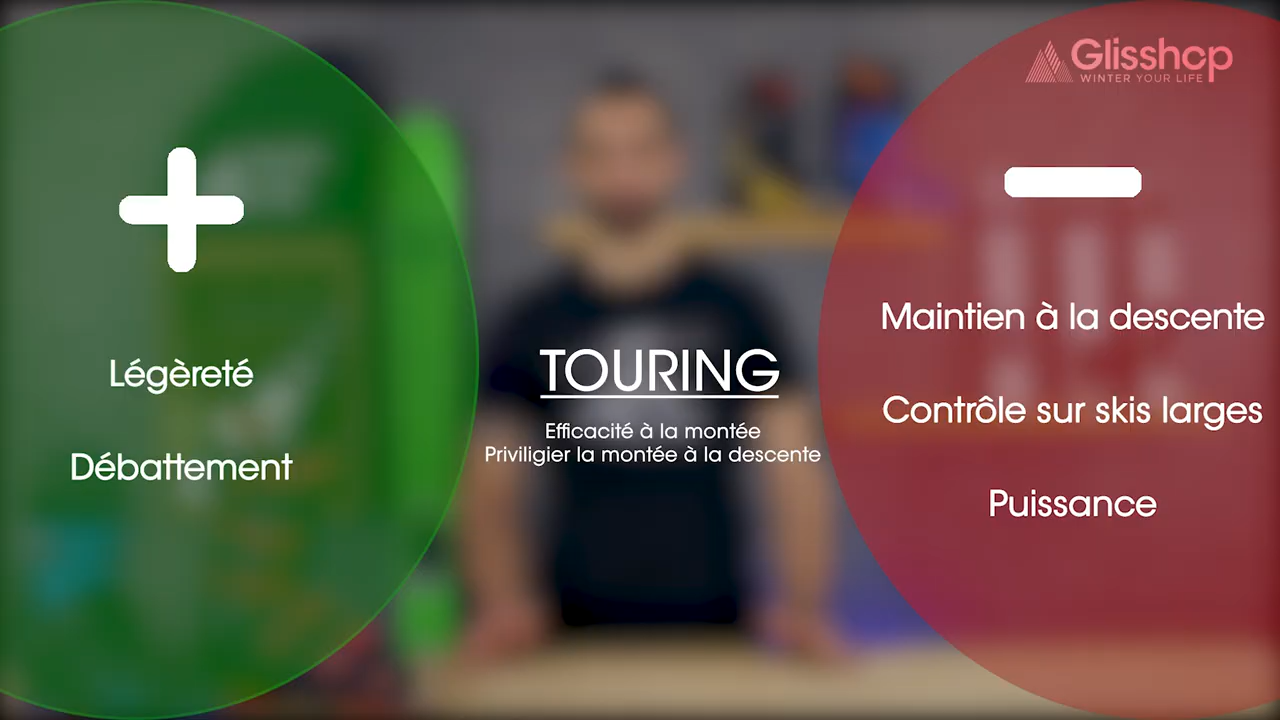 Glisshop
WINTER YOUR LIFE
Légèreté
Débattement
TOURING
Efficacité à la montée
Priviligier la montée à la descente
Maintien à la descente
Contrôle sur skis larges
Puissance